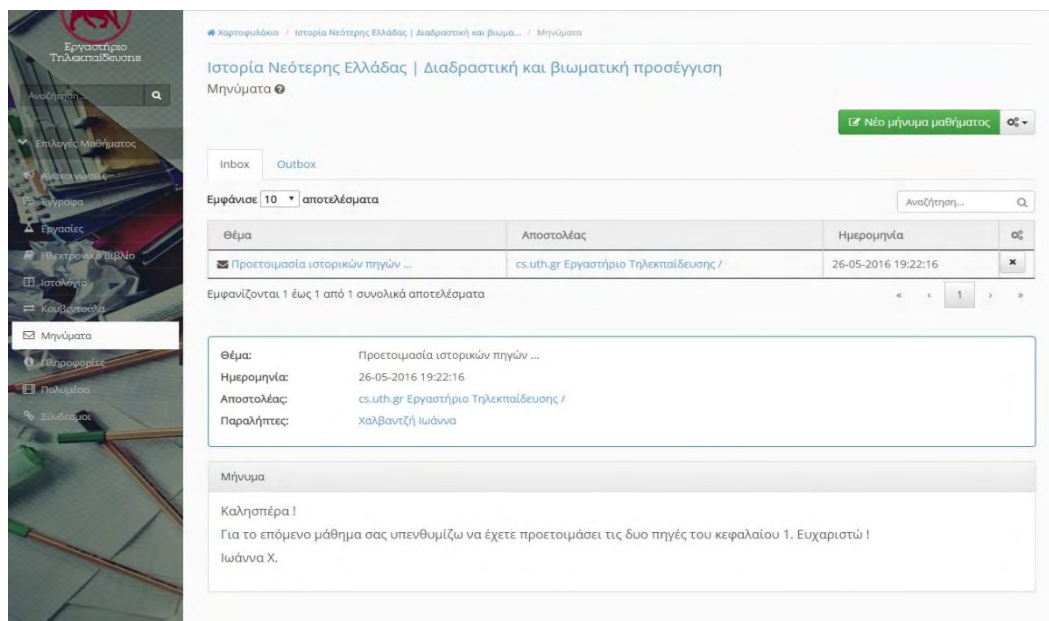 Εργαστήριο
Τηλεκπαίδευσης
Αναζήτηση...
Επιλογές Μαθήματος
Ανακοινώσεις
Έγγραφα
Εργασίες
Ηλεκτρονικό Βιβλίο
Ιστολόγιο
Κουβεντούλα
Μηνύματα
Πληροφορίες
Πολυμέσα
Σύνδεσμοι
Χαρτοφυλάκιο / Ιστορία Νεότερης Ελλάδας | Διαδραστική και βιωμα... / Μηνύματα
Ιστορία Νεότερης Ελλάδας | Διαδραστική και βιωματική προσέγγιση
Μηνύματα
Νέο μήνυμα μαθήματος
Inbox Outbox
Εμφάνισε 10 αποτελέσματα Αναζήτηση...
Θέμα Αποστολέας Ημερομηνία
Προετοιμασία ιστορικών πηγών ... cs.uth.gr Εργαστήριο Τηλεκπαίδευσης / 26-05-2016 19:22:16
Εμφανίζονται 1 έως 1 από 1 συνολικά αποτελέσματα « ‹ 1 › »
Θέμα: Προετοιμασία ιστορικών πηγών ...
Ημερομηνία: 26-05-2016 19:22:16
Αποστολέας: cs.uth.gr Εργαστήριο Τηλεκπαίδευσης /
Παραλήπτες: Χαλβαντζή Ιωάννα
Μήνυμα
Καλησπέρα !
Για το επόμενο μάθημα σας υπενθυμίζω να έχετε προετοιμάσει τις δυο πηγές του κεφαλαίου 1. Ευχαριστώ !
Ιωάννα Χ.